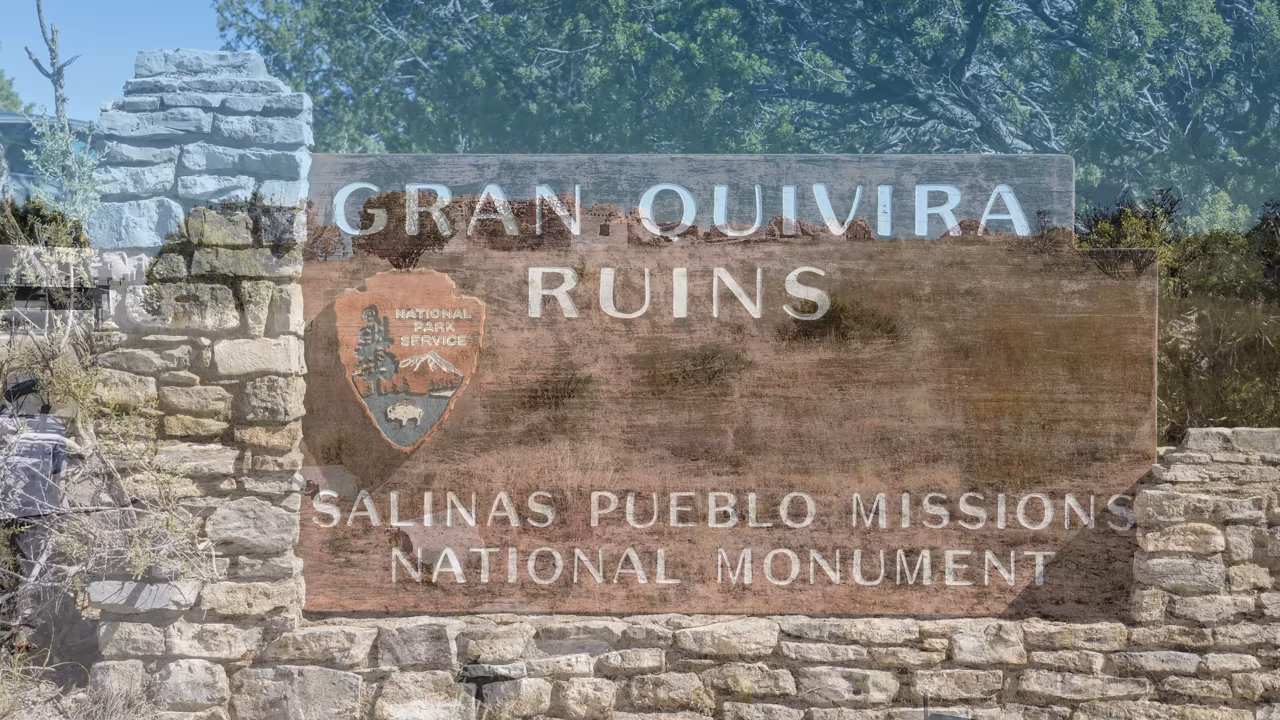 GRAN QUIVIRA
RUINS
NATIONAL
PARK
SERVICE
SALINAS PUEBLO MISSIONS
NATIONAL MONUMENT